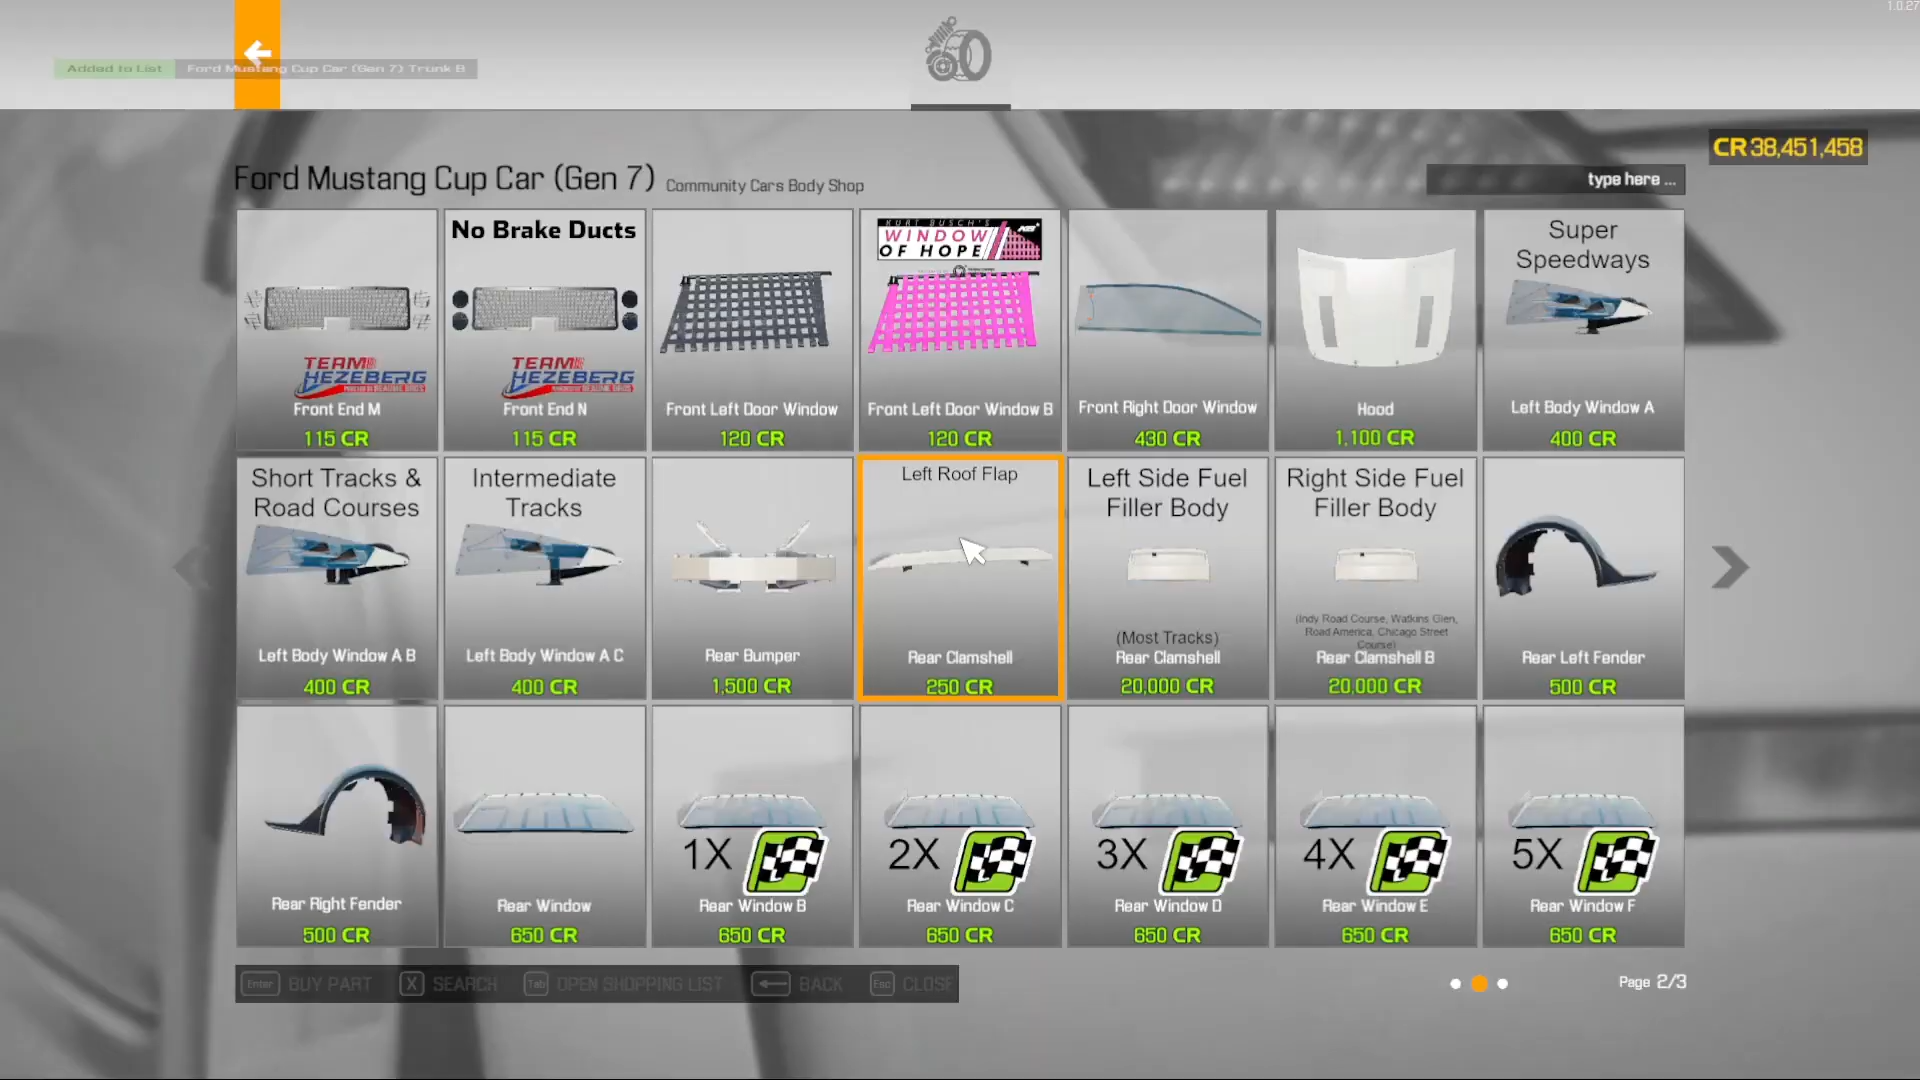 1.0.27
Added to List Ford Mustang Cup Car (Gen 7) Trunk B
CR 38,451,458
Ford Mustang Cup Car (Gen 7) Community Cars Body Shop
type here ...
TEAM HEZEBERG
Front End M
115 CR
No Brake Ducts
TEAM HEZEBERG
Front End N
115 CR
Front Left Door Window
120 CR
KURT BUSCH'S
WINDOW
OF HOPE
Front Left Door Window B
120 CR
Front Right Door Window
430 CR
Hood
1,100 CR
Super
Speedways
Left Body Window A
400 CR
Short Tracks &
Road Courses
Left Body Window A B
400 CR
Intermediate
Tracks
Left Body Window A C
400 CR
Rear Bumper
1,500 CR
Left Roof Flap
Rear Clamshell
250 CR
Left Side Fuel
Filler Body
(Most Tracks)
Rear Clamshell
20,000 CR
Right Side Fuel
Filler Body
(Indy Road Course, Watkins Glen,
Road America, Chicago Street
Course)
Rear Clamshell B
20,000 CR
Rear Left Fender
500 CR
Rear Right Fender
500 CR
Rear Window
650 CR
1X
Rear Window B
650 CR
2X
Rear Window C
650 CR
3X
Rear Window D
650 CR
4X
Rear Window E
650 CR
5X
Rear Window F
650 CR
Enter BUY PART X SEARCH Tab OPEN SHOPPING LIST BACK Esc CLOSE
Page 2/3